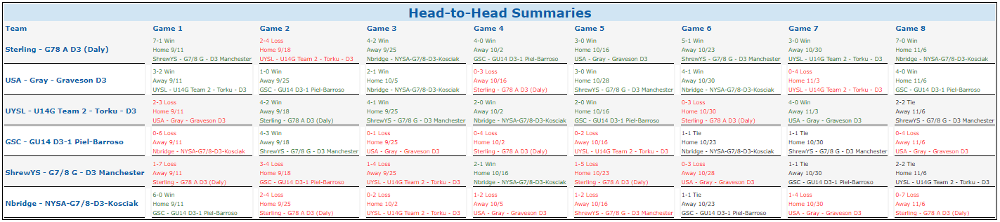 Head-to-Head Summaries
Team Game 1 Game 2 Game 3 Game 4 Game 5 Game 6 Game 7 Game 8
7-1 Win 2-4 Loss 4-2 Win 4-0 Win 3-0 Win 5-1 Win 3-0 Win 7-0 Win
Sterling - G78 A D3 (Daly) Home 9/11 Home 9/18 Away 9/25 Away 10/2 Home 10/16 Away 10/23 Away 10/30 Home 11/6
ShrewYS - G7/8 G - D3 Manchester UYSL - U14G Team 2 - Torku - D3 Nbridge - NYSA-G7/8-D3-Kosciak GSC - GU14 D3-1 Piel-Barroso USA - Gray - Graveson D3 ShrewYS - G7/8 G - D3 Manchester UYSL - U14G Team 2 - Torku - D3 Nbridge - NYSA-G7/8-D3-Kosciak
3-2 Win 1-0 Win 2-1 Win 0-3 Loss 3-0 Win 4-1 Win 0-4 Loss 4-0 Win
USA - Gray - Graveson D3 Away 9/11 Away 9/25 Home 10/5 Away 10/16 Home 10/28 Away 10/30 Home 11/3 Home 11/6
UYSL - U14G Team 2 - Torku - D3 GSC - GU14 D3-1 Piel-Barroso Nbridge - NYSA-G7/8-D3-Kosciak Sterling - G78 A D3 (Daly) ShrewYS - G7/8 G - D3 Manchester Nbridge - NYSA-G7/8-D3-Kosciak UYSL - U14G Team 2 - Torku - D3 GSC - GU14 D3-1 Piel-Barroso
2-3 Loss 4-2 Win 4-1 Win 2-0 Win 2-0 Win 0-3 Loss 4-0 Win 2-2 Tie
UYSL - U14G Team 2 - Torku - D3 Home 9/11 Away 9/18 Home 9/25 Away 10/2 Home 10/16 Home 10/30 Away 11/3 Away 11/6
USA - Gray - Graveson D3 Sterling - G78 A D3 (Daly) ShrewYS - G7/8 G - D3 Manchester Nbridge - NYSA-G7/8-D3-Kosciak GSC - GU14 D3-1 Piel-Barroso Sterling - G78 A D3 (Daly) USA - Gray - Graveson D3 ShrewYS - G7/8 G - D3 Manchester
0-6 Loss 4-3 Win 0-1 Loss 0-4 Loss 0-2 Loss 1-1 Tie 1-1 Tie 0-4 Loss
GSC - GU14 D3-1 Piel-Barroso Away 9/11 Away 9/18 Home 9/25 Home 10/2 Away 10/16 Home 10/23 Home 10/30 Away 11/6
Nbridge - NYSA-G7/8-D3-Kosciak ShrewYS - G7/8 G - D3 Manchester USA - Gray - Graveson D3 Sterling - G78 A D3 (Daly) UYSL - U14G Team 2 - Torku - D3 Nbridge - NYSA-G7/8-D3-Kosciak ShrewYS - G7/8 G - D3 Manchester USA - Gray - Graveson D3
1-7 Loss 3-4 Loss 1-4 Loss 2-1 Win 1-5 Loss 0-3 Loss 1-1 Tie 2-2 Tie
ShrewYS - G7/8 G - D3 Manchester Away 9/11 Home 9/18 Away 9/25 Home 10/16 Home 10/23 Away 10/28 Away 10/30 Home 11/6
Sterling - G78 A D3 (Daly) GSC - GU14 D3-1 Piel-Barroso UYSL - U14G Team 2 - Torku - D3 Nbridge - NYSA-G7/8-D3-Kosciak Sterling - G78 A D3 (Daly) USA - Gray - Graveson D3 GSC - GU14 D3-1 Piel-Barroso UYSL - U14G Team 2 - Torku - D3
6-0 Win 2-4 Loss 0-2 Loss 1-2 Loss 1-2 Loss 1-1 Tie 1-4 Loss 0-7 Loss
Nbridge - NYSA-G7/8-D3-Kosciak Home 9/11 Home 9/25 Home 10/2 Away 10/5 Away 10/16 Away 10/23 Home 10/30 Away 11/6
GSC - GU14 D3-1 Piel-Barroso Sterling - G78 A D3 (Daly) UYSL - U14G Team 2 - Torku - D3 USA - Gray - Graveson D3 ShrewYS - G7/8 G - D3 Manchester GSC - GU14 D3-1 Piel-Barroso USA - Gray - Graveson D3 Sterling - G78 A D3 (Daly)